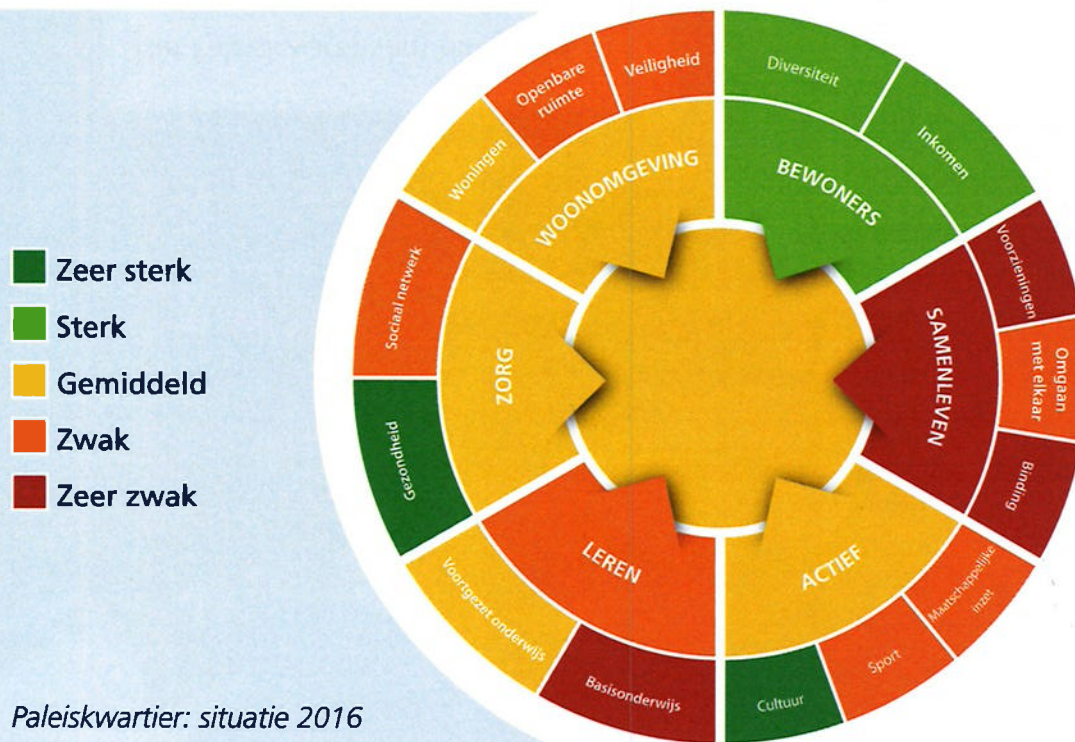 Zeer sterk
Sterk
Gemiddeld
Zwak
Zeer zwak
Paleiskwartier: situatie 2016
WOONOMGEVING
Woningen
Openbare
ruimte
Veiligheid
BEWONERS
Diversiteit
Inkomen
SAMENLEVEN
Voorzieningen
Omgaan
met elkaar
Binding
ACTIEF
Maatschappelijke
inzet
Sport
Cultuur
LEREN
Basisonderwijs
Voortgezet onderwijs
ZORG
Gezondheid
Sociaal netwerk